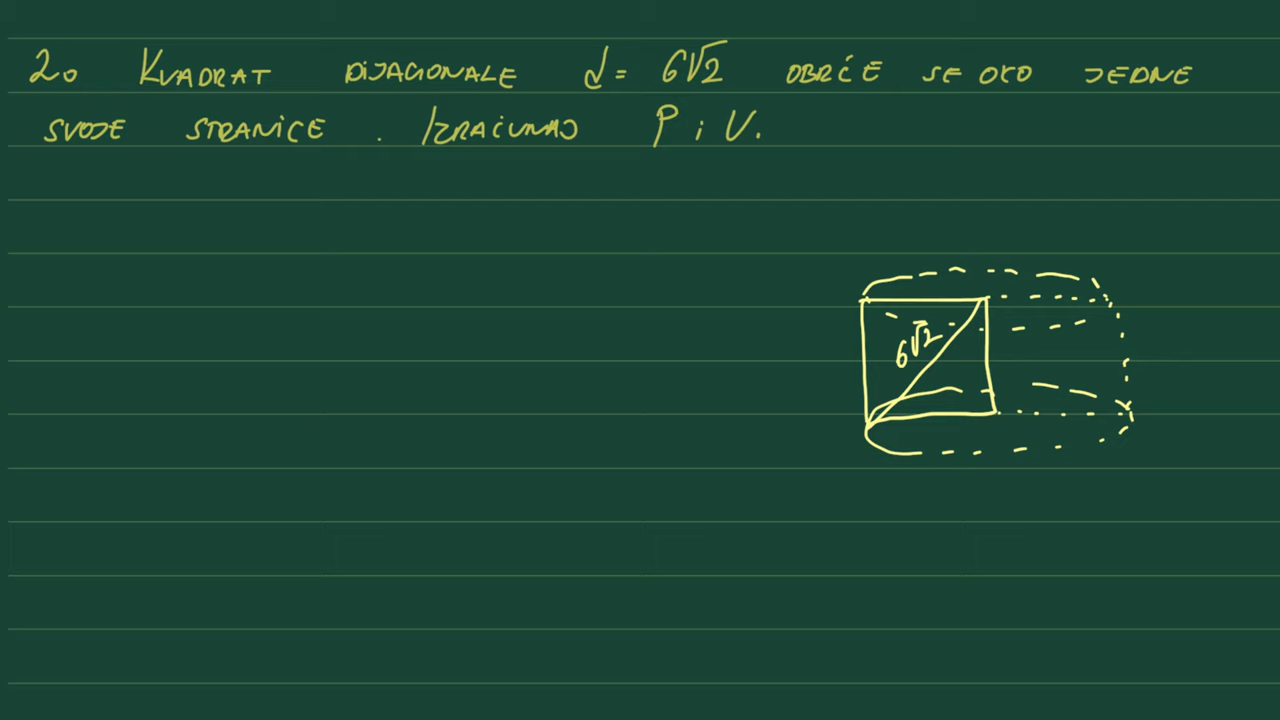 2. KVADRAT DIJAGONALE d = 6√2 OBRĆE SE OKO JEDNE
SVOJE STRANICE. IZRAČUNAJ P i V.
6√2